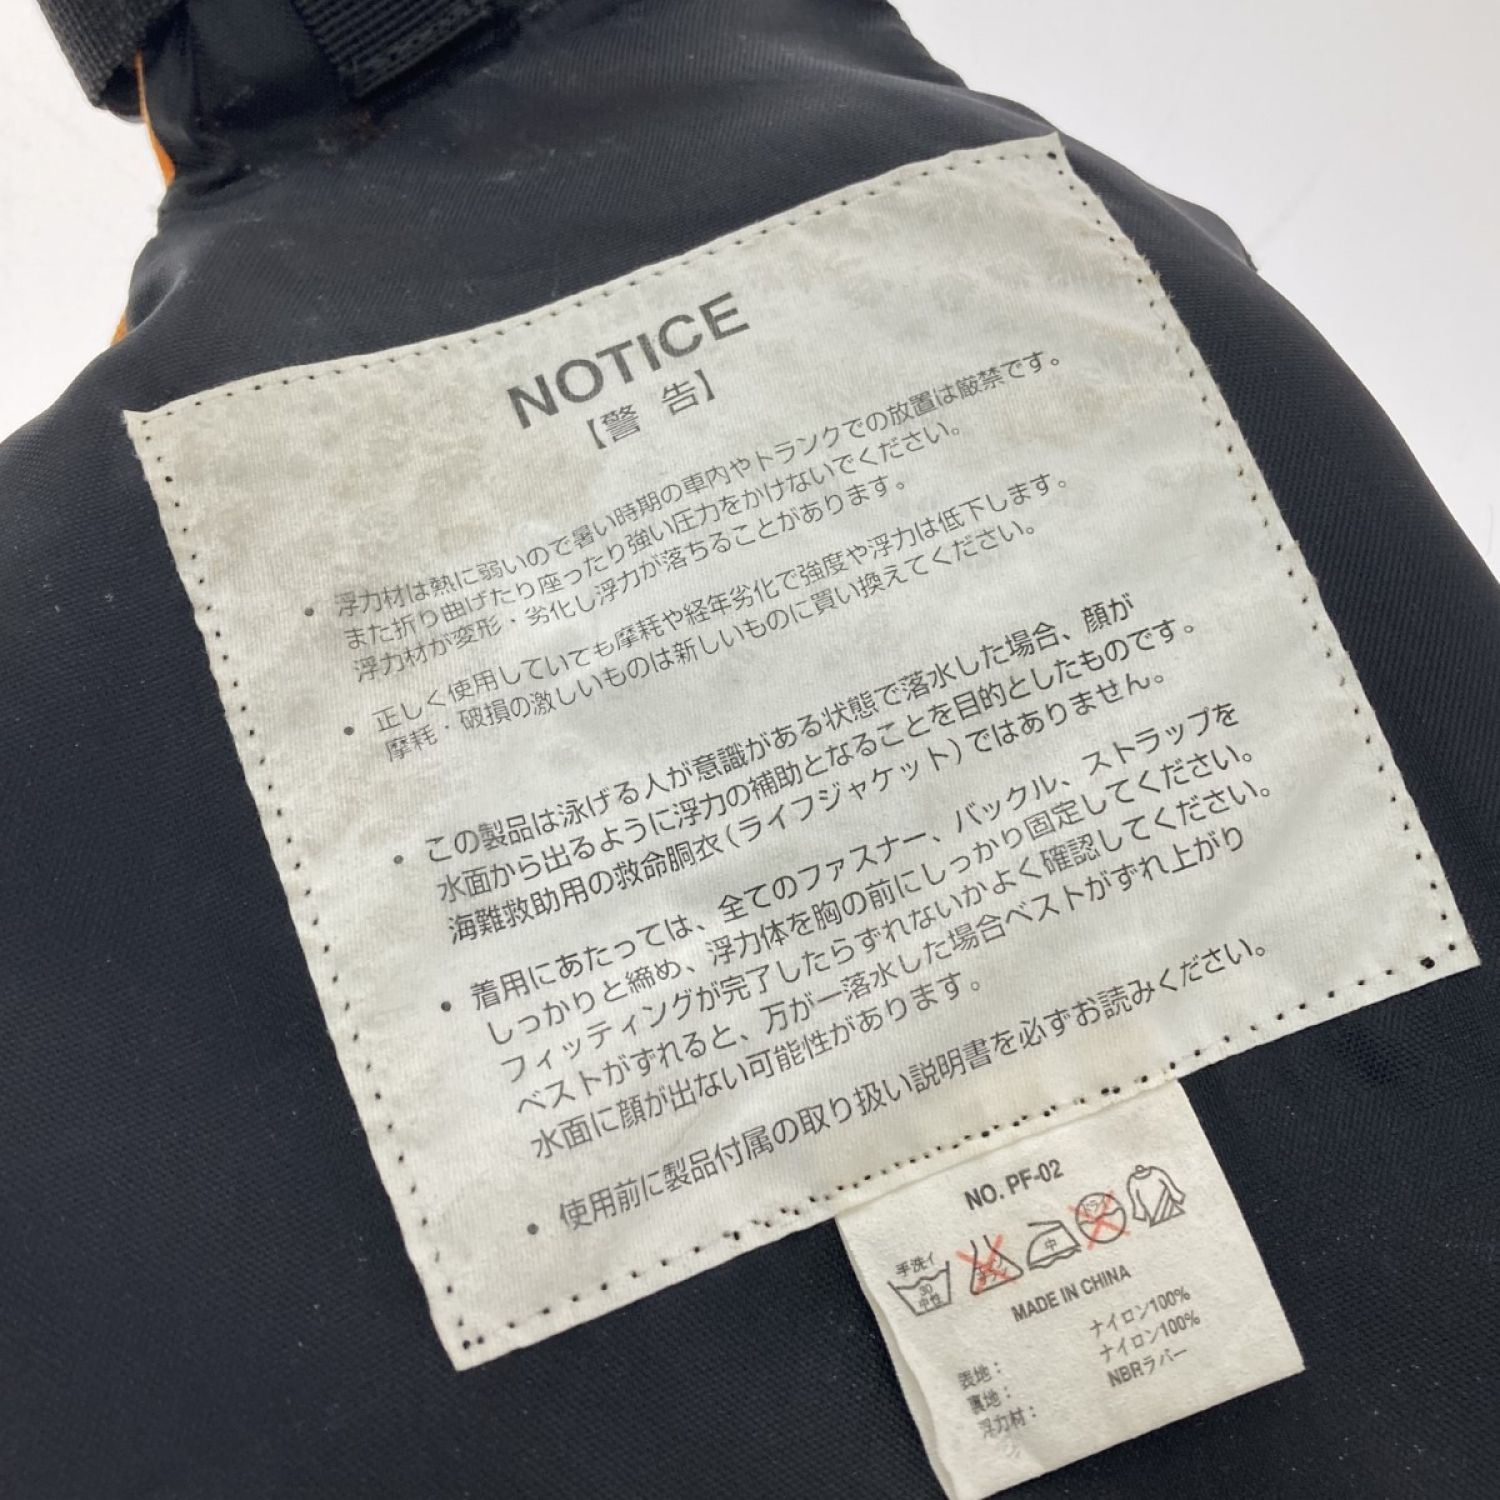 NOTICE
【警 告】
• 浮力材は熱に弱いので暑い時期の車内やトランクでの放置は厳禁です。
また折り曲げたり座ったり強い圧力をかけないでください。
浮力材が変形・劣化し浮力が落ちることがあります。
• 正しく使用していても摩耗や経年劣化で強度や浮力は低下します。
摩耗・破損の激しいものは新しいものに買い換えてください。
• この製品は泳げる人が意識がある状態で落水した場合、顔が
水面から出るように浮力の補助となることを目的としたものです。
海難救助用の救命胴衣(ライフジャケット)ではありません。
• 着用にあたっては、全てのファスナー、バックル、ストラップを
しっかりと締め、浮力体を胸の前にしっかり固定してください。
フィッティングが完了したらずれないかよく確認してください。
ベストがずれると、万が一落水した場合ベストがずれ上がり
水面に顔が出ない可能性があります。
• 使用前に製品付属の取り扱い説明書を必ずお読みください。
NO. PF-02
手洗イ
30
中性
中
ドライ
MADE IN CHINA
表地: ナイロン100%
裏地: ナイロン100%
浮力材: NBRラバー